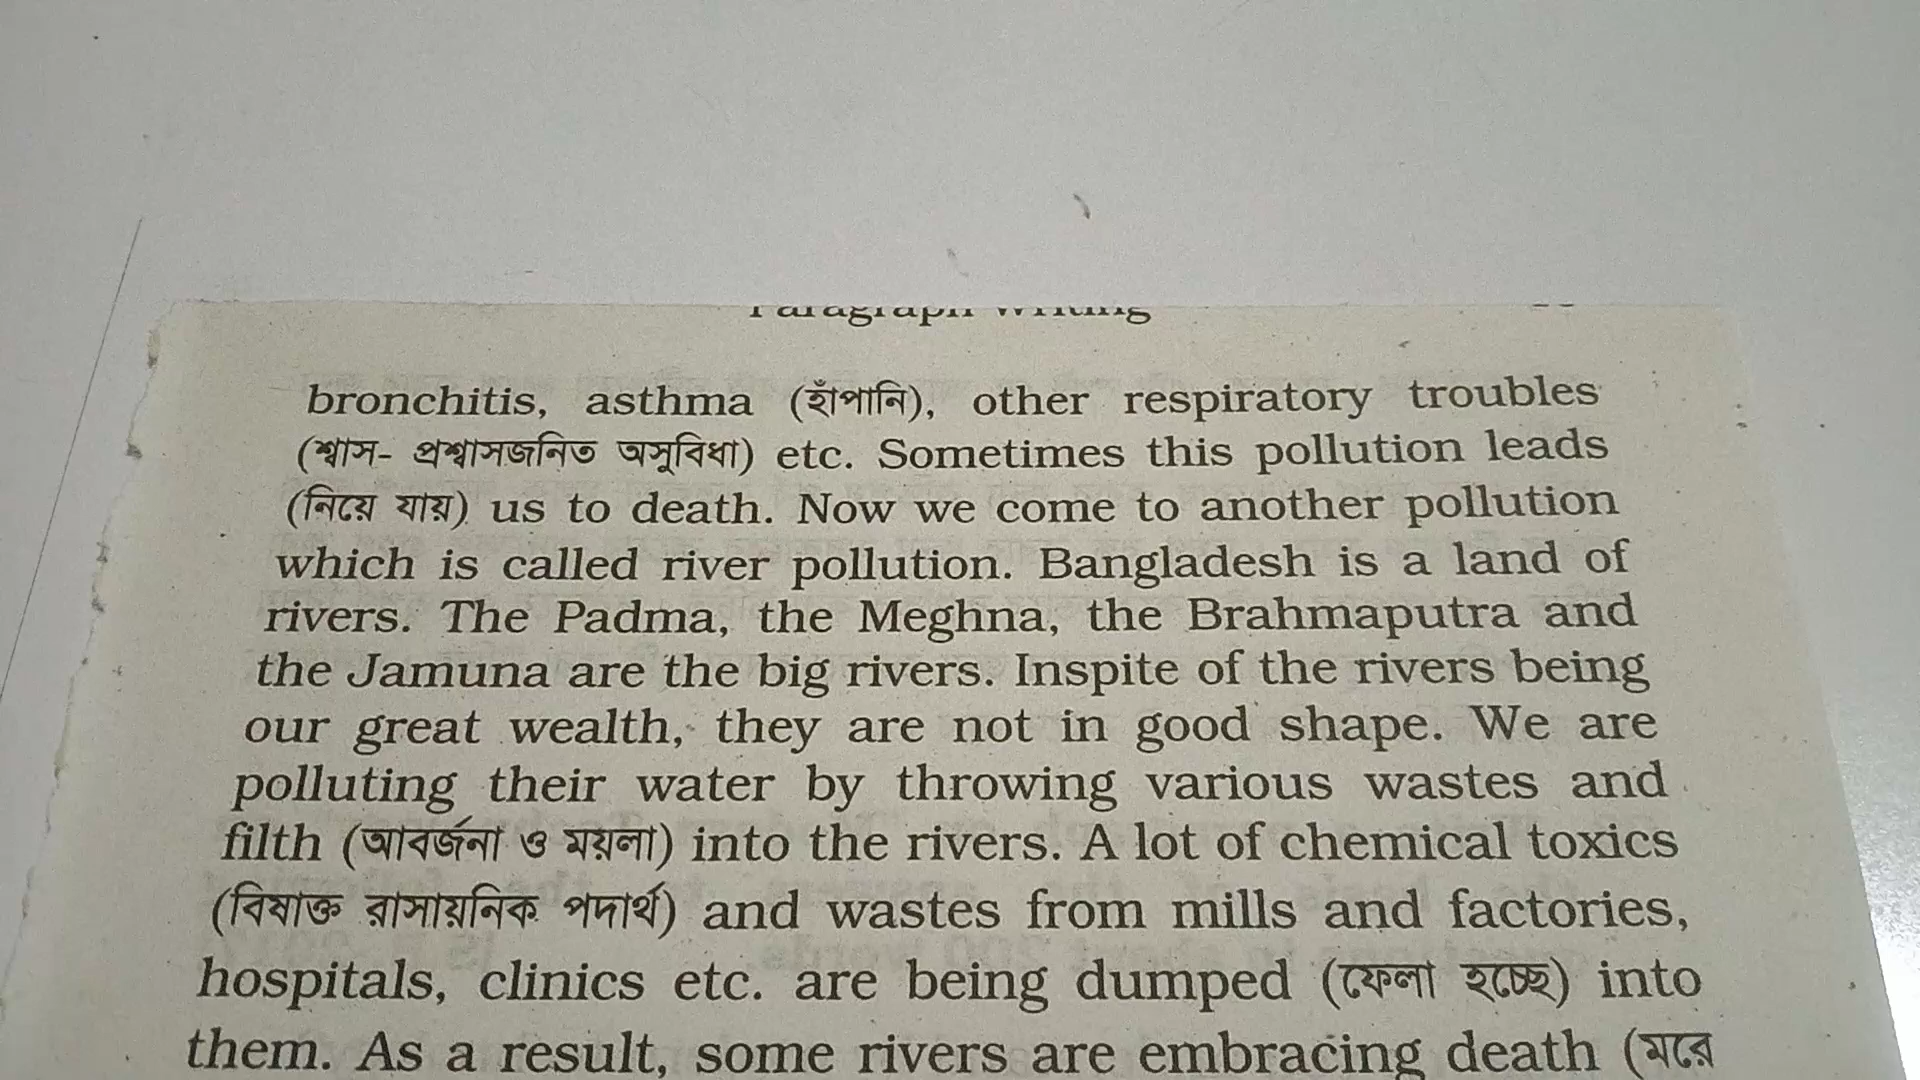 Paragraph Writing
bronchitis, asthma (হাঁপানি), other respiratory troubles
(শ্বাস- প্রশ্বাসজনিত অসুবিধা) etc. Sometimes this pollution leads
(নিয়ে যায়) us to death. Now we come to another pollution
which is called river pollution. Bangladesh is a land of
rivers. The Padma, the Meghna, the Brahmaputra and
the Jamuna are the big rivers. Inspite of the rivers being
our great wealth, they are not in good shape. We are
polluting their water by throwing various wastes and
filth (আবর্জনা ও ময়লা) into the rivers. A lot of chemical toxics
(বিষাক্ত রাসায়নিক পদার্থ) and wastes from mills and factories,
hospitals, clinics etc. are being dumped (ফেলা হচ্ছে) into
them. As a result, some rivers are embracing death (মরে